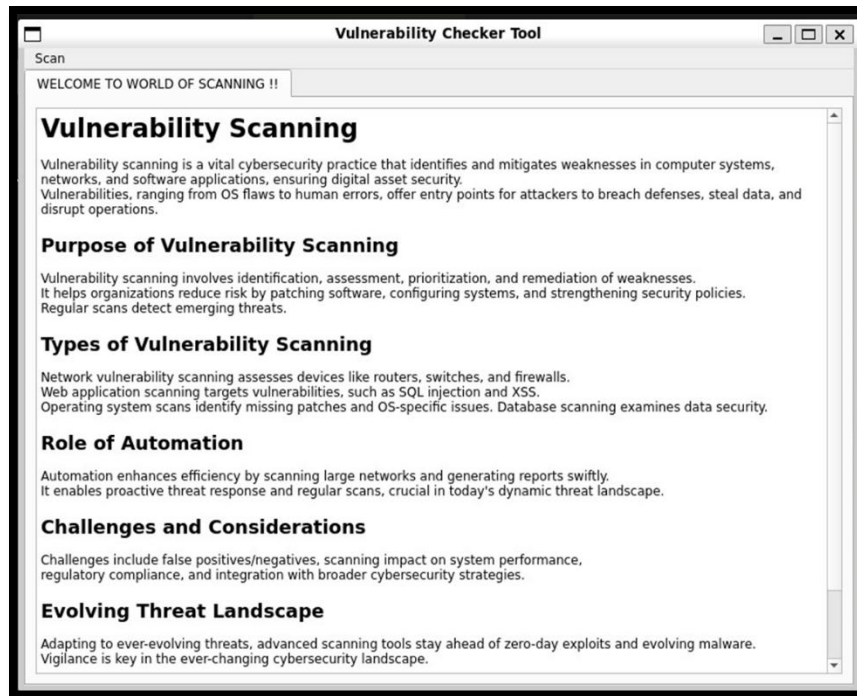 Vulnerability Checker Tool
Scan
WELCOME TO WORLD OF SCANNING !!
Vulnerability Scanning
Vulnerability scanning is a vital cybersecurity practice that identifies and mitigates weaknesses in computer systems,
networks, and software applications, ensuring digital asset security.
Vulnerabilities, ranging from OS flaws to human errors, offer entry points for attackers to breach defenses, steal data, and
disrupt operations.
Purpose of Vulnerability Scanning
Vulnerability scanning involves identification, assessment, prioritization, and remediation of weaknesses.
It helps organizations reduce risk by patching software, configuring systems, and strengthening security policies.
Regular scans detect emerging threats.
Types of Vulnerability Scanning
Network vulnerability scanning assesses devices like routers, switches, and firewalls.
Web application scanning targets vulnerabilities, such as SQL injection and XSS.
Operating system scans identify missing patches and OS-specific issues. Database scanning examines data security.
Role of Automation
Automation enhances efficiency by scanning large networks and generating reports swiftly.
It enables proactive threat response and regular scans, crucial in today's dynamic threat landscape.
Challenges and Considerations
Challenges include false positives/negatives, scanning impact on system performance,
regulatory compliance, and integration with broader cybersecurity strategies.
Evolving Threat Landscape
Adapting to ever-evolving threats, advanced scanning tools stay ahead of zero-day exploits and evolving malware.
Vigilance is key in the ever-changing cybersecurity landscape.